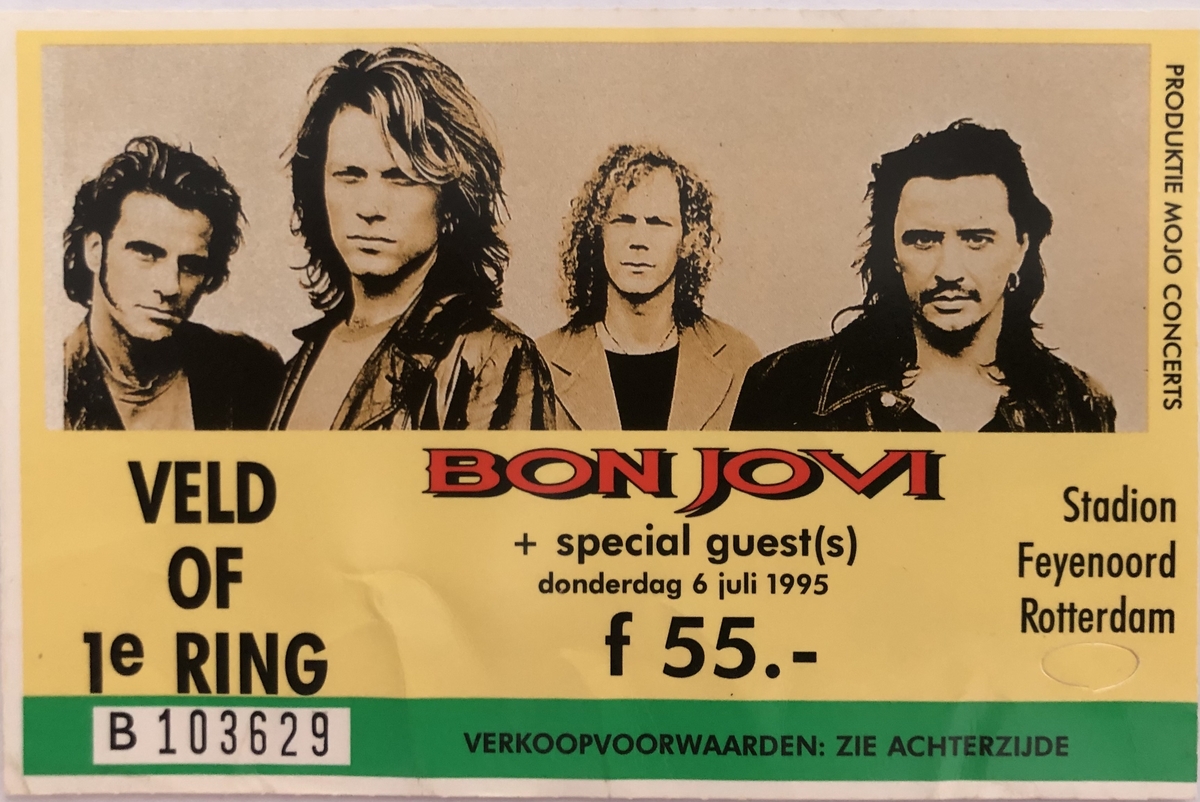 PRODUKTIE MOJO CONCERTS
VELD
OF
1e RING
BON JOVI
+ special guest(s)
donderdag 6 juli 1995
f 55.-
Stadion
Feyenoord
Rotterdam
B 103629
VERKOOPVOORWAARDEN: ZIE ACHTERZIJDE